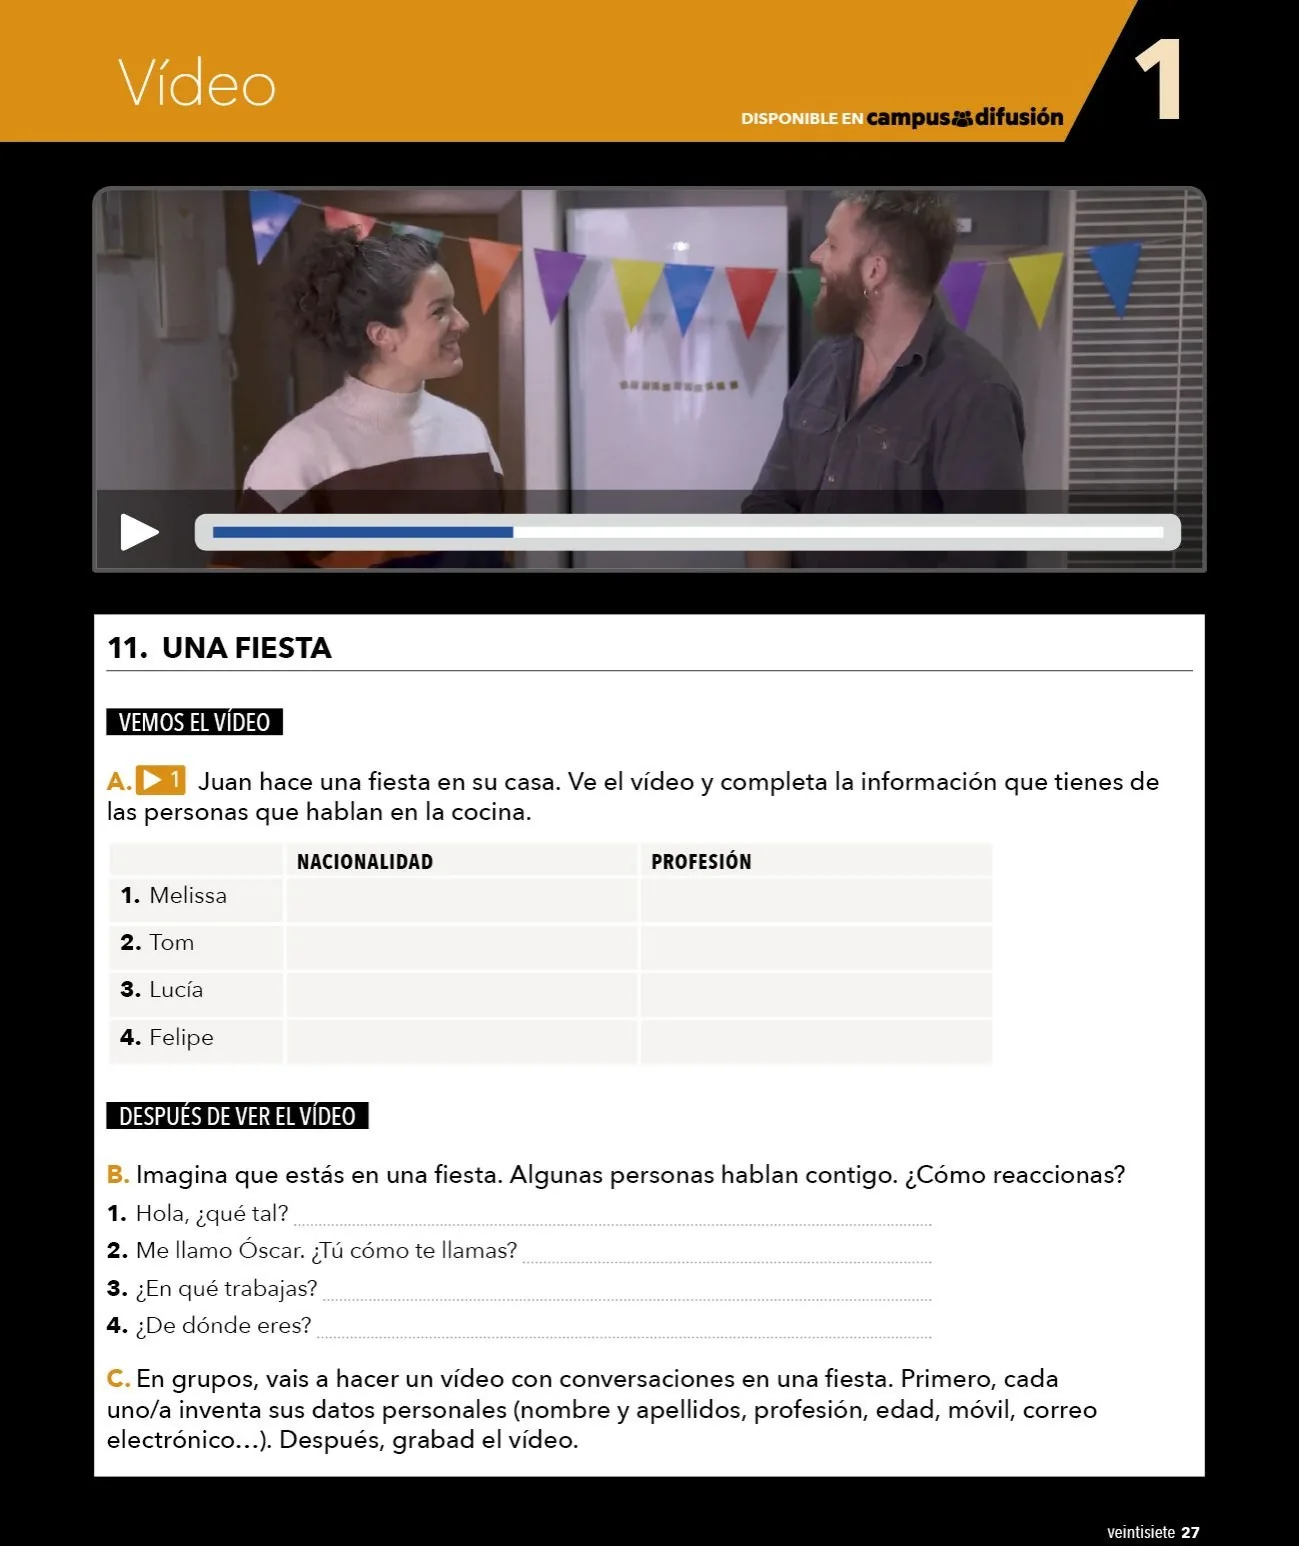 Vídeo
DISPONIBLE EN campus difusión
1
11. UNA FIESTA
VEMOS EL VÍDEO
A. 1 Juan hace una fiesta en su casa. Ve el vídeo y completa la información que tienes de
las personas que hablan en la cocina.
NACIONALIDAD PROFESIÓN
1. Melissa
2. Tom
3. Lucía
4. Felipe
DESPUÉS DE VER EL VÍDEO
B. Imagina que estás en una fiesta. Algunas personas hablan contigo. ¿Cómo reaccionas?
1. Hola, ¿qué tal?
2. Me llamo Óscar. ¿Tú cómo te llamas?
3. ¿En qué trabajas?
4. ¿De dónde eres?
C. En grupos, vais a hacer un vídeo con conversaciones en una fiesta. Primero, cada
uno/a inventa sus datos personales (nombre y apellidos, profesión, edad, móvil, correo
electrónico…). Después, grabad el vídeo.
veintisiete 27